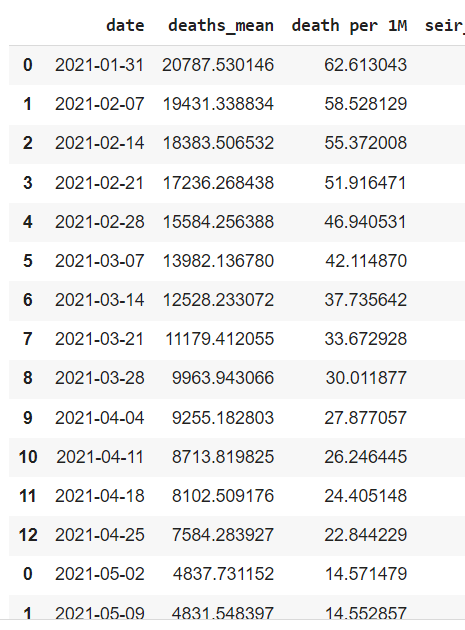 date deaths_mean death per 1M seir_
0 2021-01-31 20787.530146 62.613043
1 2021-02-07 19431.338834 58.528129
2 2021-02-14 18383.506532 55.372008
3 2021-02-21 17236.268438 51.916471
4 2021-02-28 15584.256388 46.940531
5 2021-03-07 13982.136780 42.114870
6 2021-03-14 12528.233072 37.735642
7 2021-03-21 11179.412055 33.672928
8 2021-03-28 9963.943066 30.011877
9 2021-04-04 9255.182803 27.877057
10 2021-04-11 8713.819825 26.246445
11 2021-04-18 8102.509176 24.405148
12 2021-04-25 7584.283927 22.844229
0 2021-05-02 4837.731152 14.571479
1 2021-05-09 4831.548397 14.552857